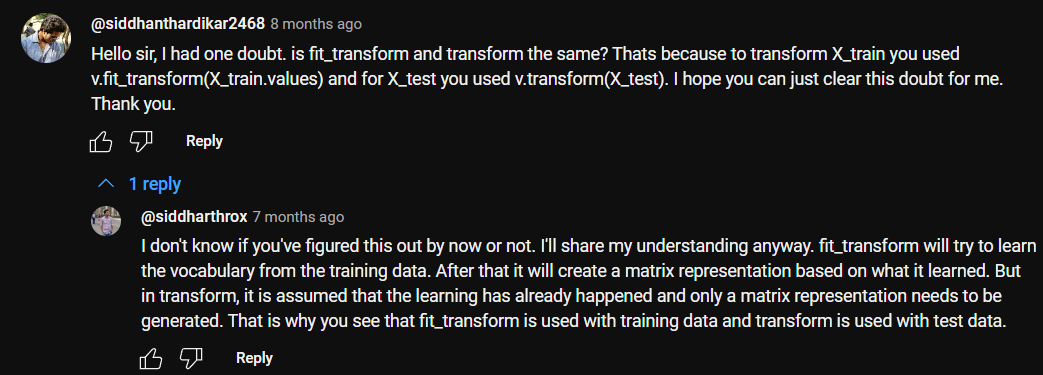 @siddhanthardikar2468 8 months ago
Hello sir, I had one doubt. is fit_transform and transform the same? Thats because to transform X_train you used
v.fit_transform(X_train.values) and for X_test you used v.transform(X_test). I hope you can just clear this doubt for me.
Thank you.
Reply
1 reply
@siddharthrox 7 months ago
I don't know if you've figured this out by now or not. I'll share my understanding anyway. fit_transform will try to learn
the vocabulary from the training data. After that it will create a matrix representation based on what it learned. But
in transform, it is assumed that the learning has already happened and only a matrix representation needs to be
generated. That is why you see that fit_transform is used with training data and transform is used with test data.
Reply